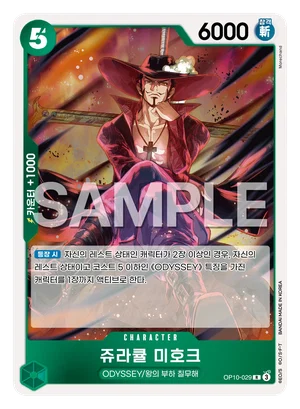 5
6000
참격
斬
Monochand
카운터 +1000
SAMPLE
등장 시 자신의 레스트 상태인 캐릭터가 2장 이상인 경우, 자신의
레스트 상태이고 코스트 5 이하인 《ODYSSEY》 특징을 가진
캐릭터를 1장까지 액티브로 한다.
BANDAI MADE IN KOREA
CHARACTER
쥬라큘 미호크
ODYSSEY/왕의 부하 칠무해
OP10-029 R 3